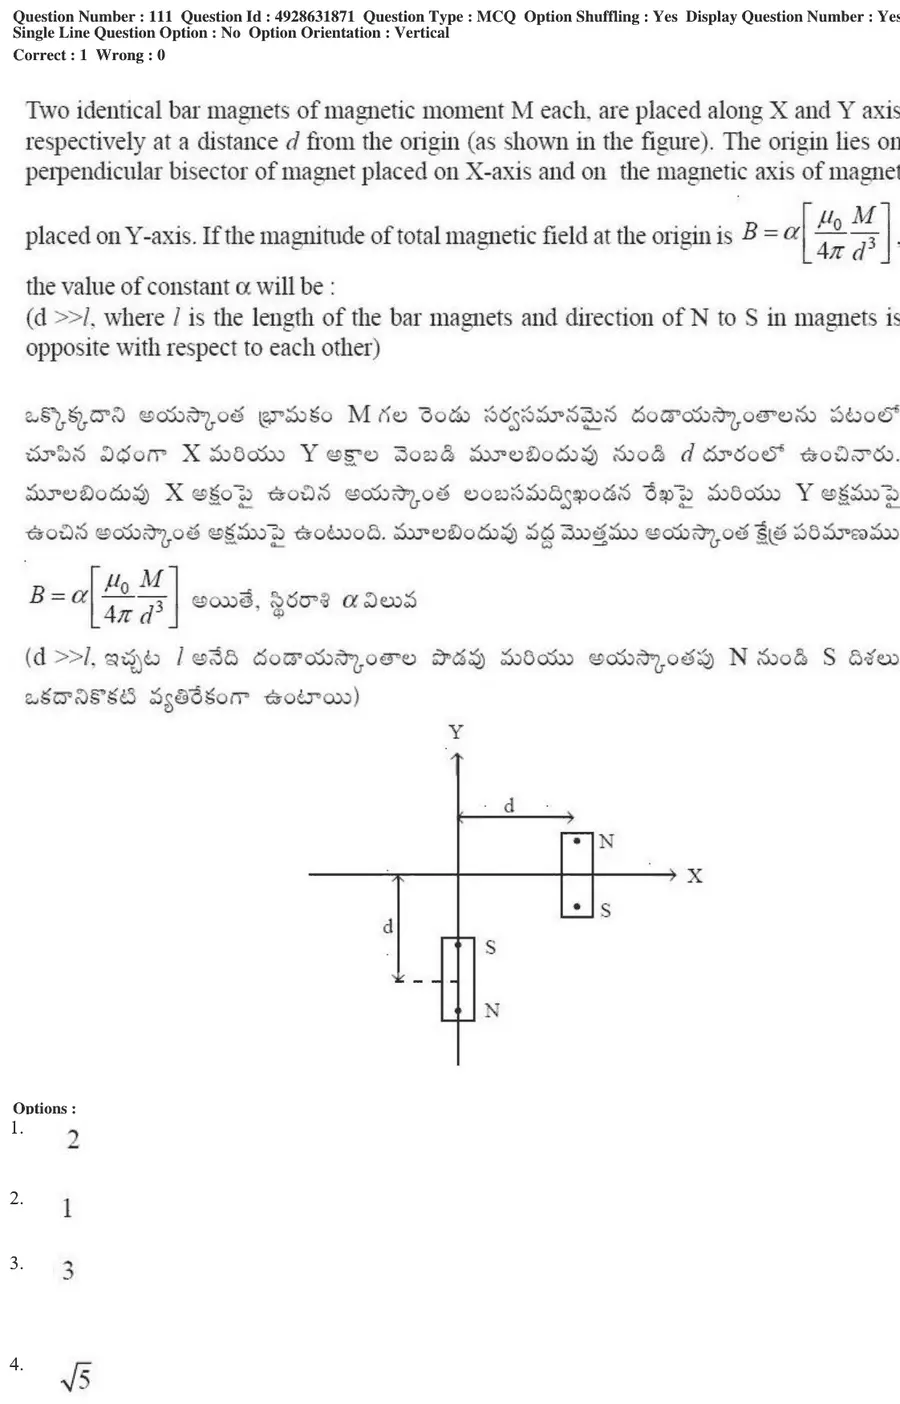 Question Number : 111 Question Id : 4928631871 Question Type : MCQ Option Shuffling : Yes Display Question Number : Yes
Single Line Question Option : No Option Orientation : Vertical
Correct : 1 Wrong : 0
Two identical bar magnets of magnetic moment M each, are placed along X and Y axis
respectively at a distance d from the origin (as shown in the figure). The origin lies on
perpendicular bisector of magnet placed on X-axis and on the magnetic axis of magnet
placed on Y-axis. If the magnitude of total magnetic field at the origin is B = α[μ₀/4π M/d³],
the value of constant α will be :
(d >>l, where l is the length of the bar magnets and direction of N to S in magnets is
opposite with respect to each other)
ఒక్కొక్కదాని అయస్కాంత భ్రామకం M గల రెండు సర్వసమానమైన దండాయస్కాంతాలను పటంలో
చూపిన విధంగా X మరియు Y అక్షాల వెంబడి మూలబిందువు నుండి d దూరంలో ఉంచినారు.
మూలబిందువు X అక్షంపై ఉంచిన అయస్కాంత లంబసమద్విఖండన రేఖపై మరియు Y అక్షముపై
ఉంచిన అయస్కాంత అక్షముపై ఉంటుంది. మూలబిందువు వద్ద మొత్తము అయస్కాంత క్షేత్ర పరిమాణము
B = α[μ₀/4π M/d³] అయితే, స్థిరరాశి α విలువ
(d >>l, ఇచ్చట l అనేది దండాయస్కాంతాల పొడవు మరియు అయస్కాంతపు N నుండి S దిశలు
ఒకదానికొకటి వ్యతిరేకంగా ఉంటాయి)
Y
d
N
X
S
d
S
N
Options :
1. 2
2. 1
3. 3
4. √5